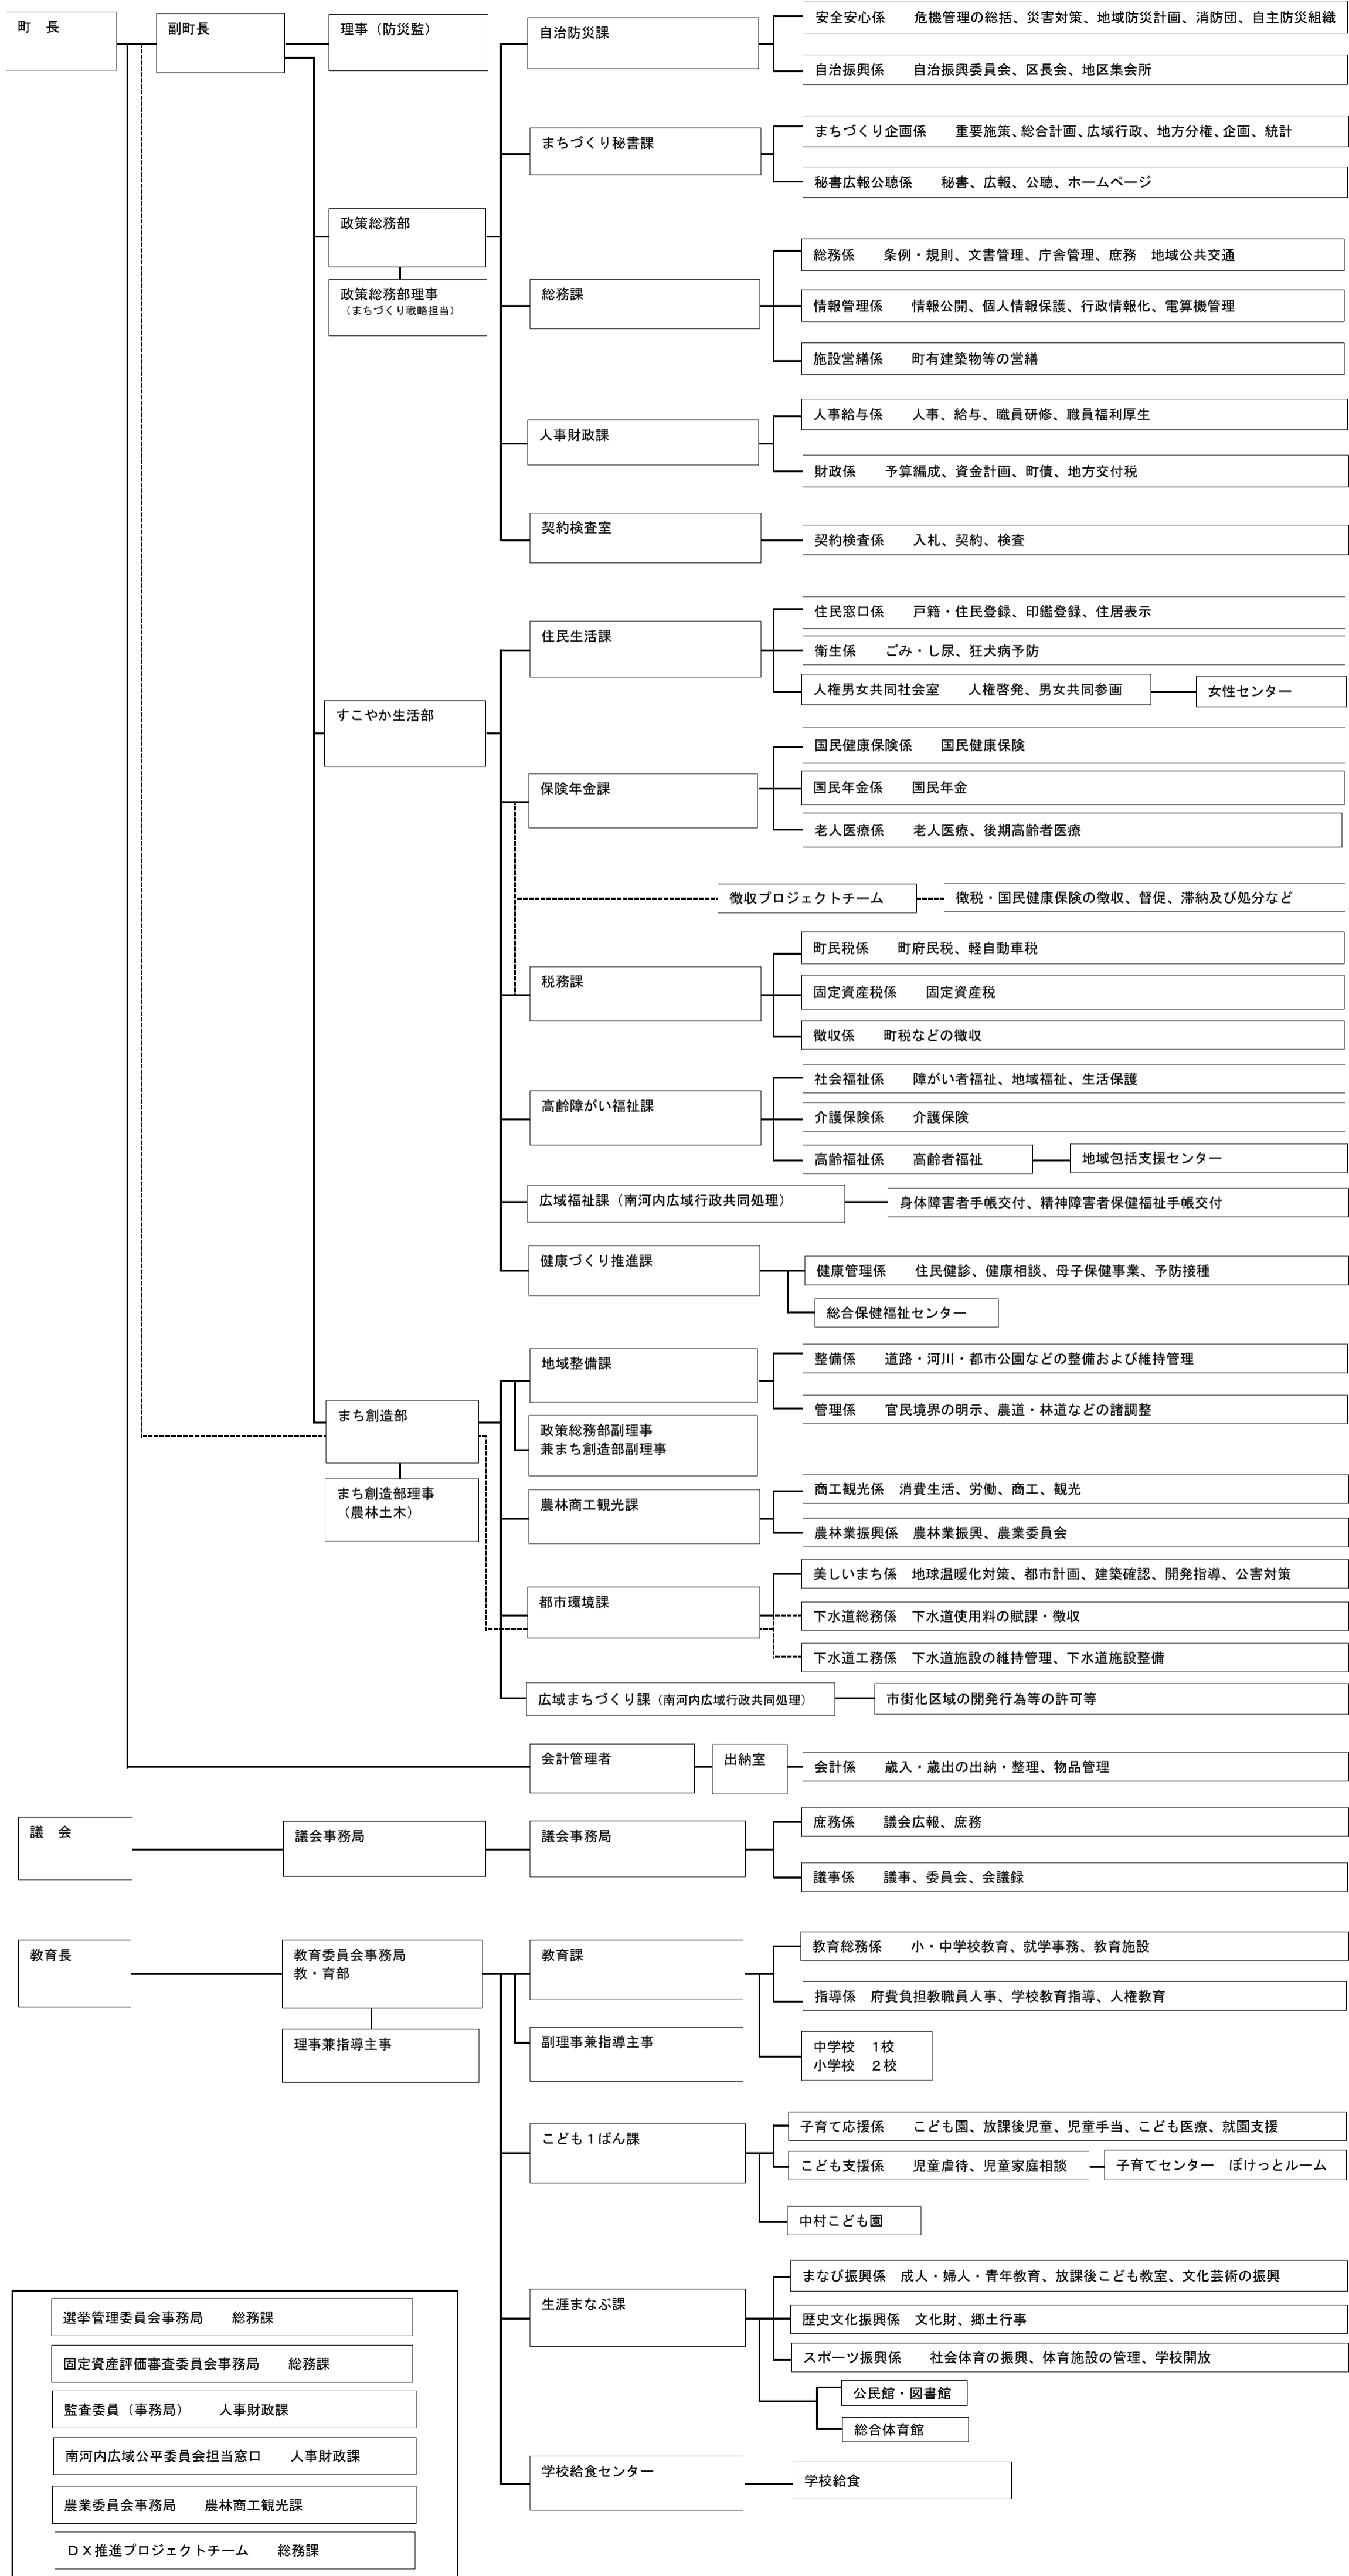 町　長
副町長
理事（防災監）
自治防災課
安全安心係　　危機管理の総括、災害対策、地域防災計画、消防団、自主防災組織
自治振興係　　自治振興委員会、区長会、地区集会所
まちづくり秘書課
まちづくり企画係　　重要施策、総合計画、広域行政、地方分権、企画、統計
秘書広報公聴係　　秘書、広報、公聴、ホームページ
政策総務部
政策総務部理事
（まちづくり戦略担当）
総務課
総務係　　条例・規則、文書管理、庁舎管理、庶務　地域公共交通
情報管理係　　情報公開、個人情報保護、行政情報化、電算機管理
施設営繕係　　町有建築物等の営繕
人事財政課
人事給与係　　人事、給与、職員研修、職員福利厚生
財政係　　予算編成、資金計画、町債、地方交付税
契約検査室
契約検査係　　入札、契約、検査
すこやか生活部
住民生活課
住民窓口係　　戸籍・住民登録、印鑑登録、住居表示
衛生係　　ごみ・し尿、狂犬病予防
人権男女共同社会室　　人権啓発、男女共同参画
女性センター
保険年金課
国民健康保険係　　国民健康保険
国民年金係　　国民年金
老人医療係　　老人医療、後期高齢者医療
徴収プロジェクトチーム
徴税・国民健康保険の徴収、督促、滞納及び処分など
税務課
町民税係　　町府民税、軽自動車税
固定資産税係　　固定資産税
徴収係　　町税などの徴収
高齢障がい福祉課
社会福祉係　　障がい者福祉、地域福祉、生活保護
介護保険係　　介護保険
高齢福祉係　　高齢者福祉
地域包括支援センター
広域福祉課（南河内広域行政共同処理）
身体障害者手帳交付、精神障害者保健福祉手帳交付
健康づくり推進課
健康管理係　　住民健診、健康相談、母子保健事業、予防接種
総合保健福祉センター
まち創造部
まち創造部理事
（農林土木）
地域整備課
整備係　　道路・河川・都市公園などの整備および維持管理
管理係　　官民境界の明示、農道・林道などの諸調整
政策総務部副理事
兼まち創造部副理事
農林商工観光課
商工観光係　消費生活、労働、商工、観光
農林業振興係　農林業振興、農業委員会
都市環境課
美しいまち係　地球温暖化対策、都市計画、建築確認、開発指導、公害対策
下水道総務係　下水道使用料の賦課・徴収
下水道工務係　下水道施設の維持管理、下水道施設整備
広域まちづくり課（南河内広域行政共同処理）
市街化区域の開発行為等の許可等
会計管理者
出納室
会計係　　歳入・歳出の出納・整理、物品管理
議　会
議会事務局
議会事務局
庶務係　　議会広報、庶務
議事係　　議事、委員会、会議録
教育長
教育委員会事務局
教・育部
理事兼指導主事
教育課
教育総務係　　小・中学校教育、就学事務、教育施設
指導係　府費負担教職員人事、学校教育指導、人権教育
副理事兼指導主事
中学校　1校
小学校　２校
こども１ばん課
子育て応援係　　こども園、放課後児童、児童手当、こども医療、就園支援
こども支援係　　児童虐待、児童家庭相談
子育てセンター　ぽけっとルーム
中村こども園
生涯まなぶ課
まなび振興係　成人・婦人・青年教育、放課後こども教室、文化芸術の振興
歴史文化振興係　文化財、郷土行事
スポーツ振興係　　社会体育の振興、体育施設の管理、学校開放
公民館・図書館
総合体育館
学校給食センター
学校給食
選挙管理委員会事務局　　総務課
固定資産評価審査委員会事務局　　総務課
監査委員（事務局）　　人事財政課
南河内広域公平委員会担当窓口　　人事財政課
農業委員会事務局　　農林商工観光課
ＤＸ推進プロジェクトチーム　　総務課